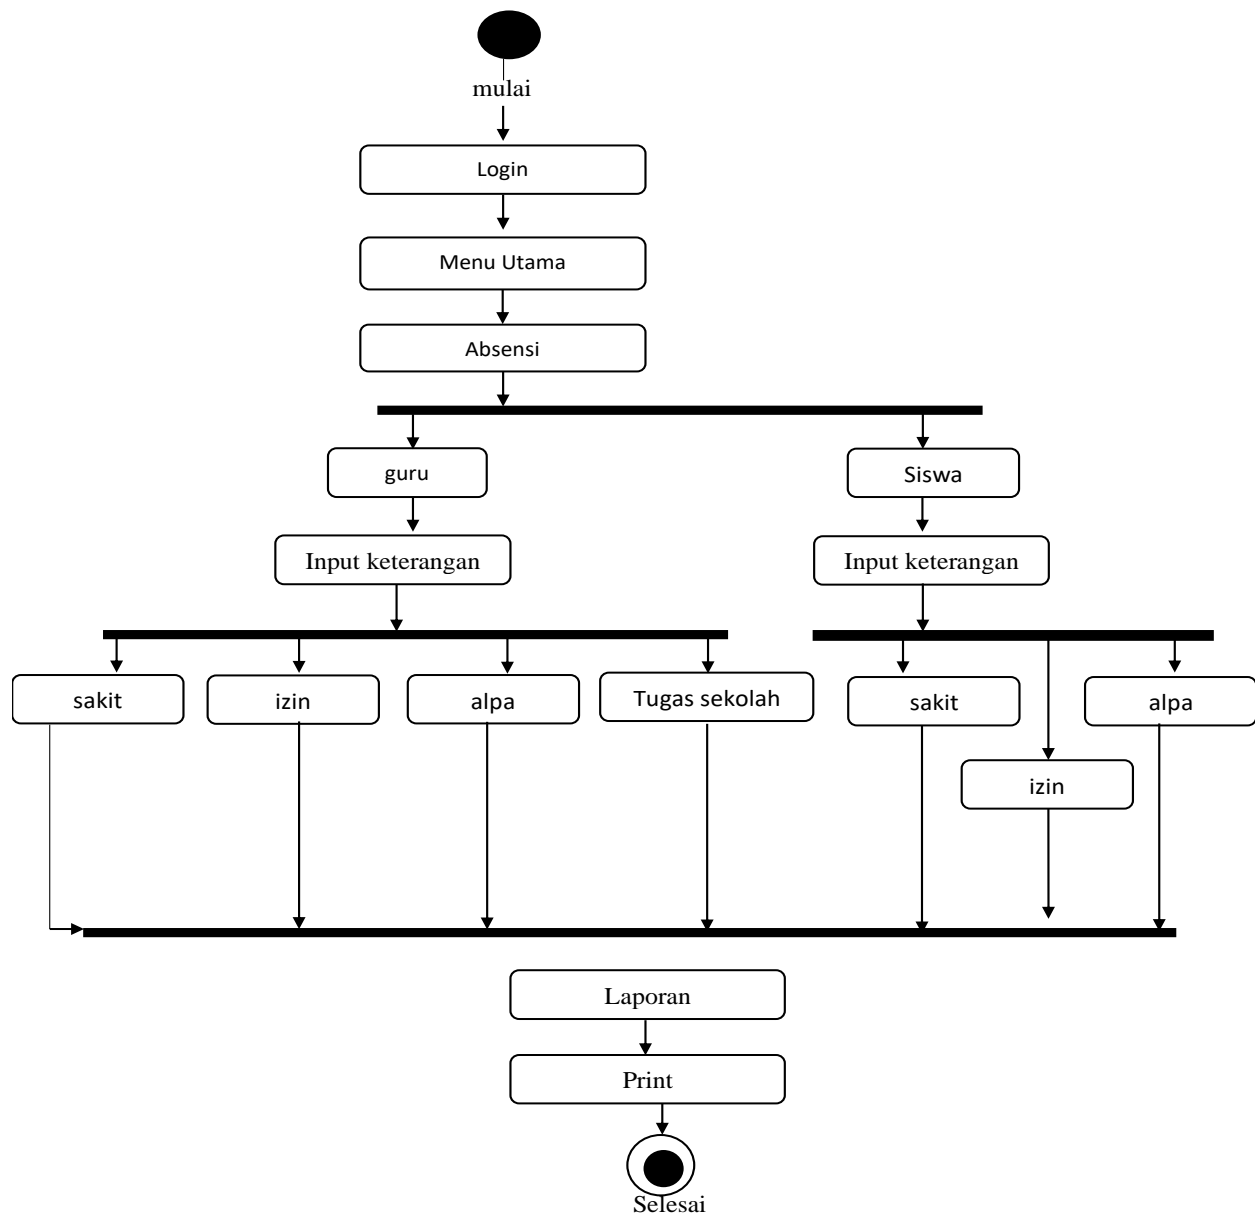 mulai
Login
Menu Utama
Absensi
guru
Siswa
Input keterangan
Input keterangan
sakit
izin
alpa
Tugas sekolah
sakit
alpa
izin
Laporan
Print
Selesai